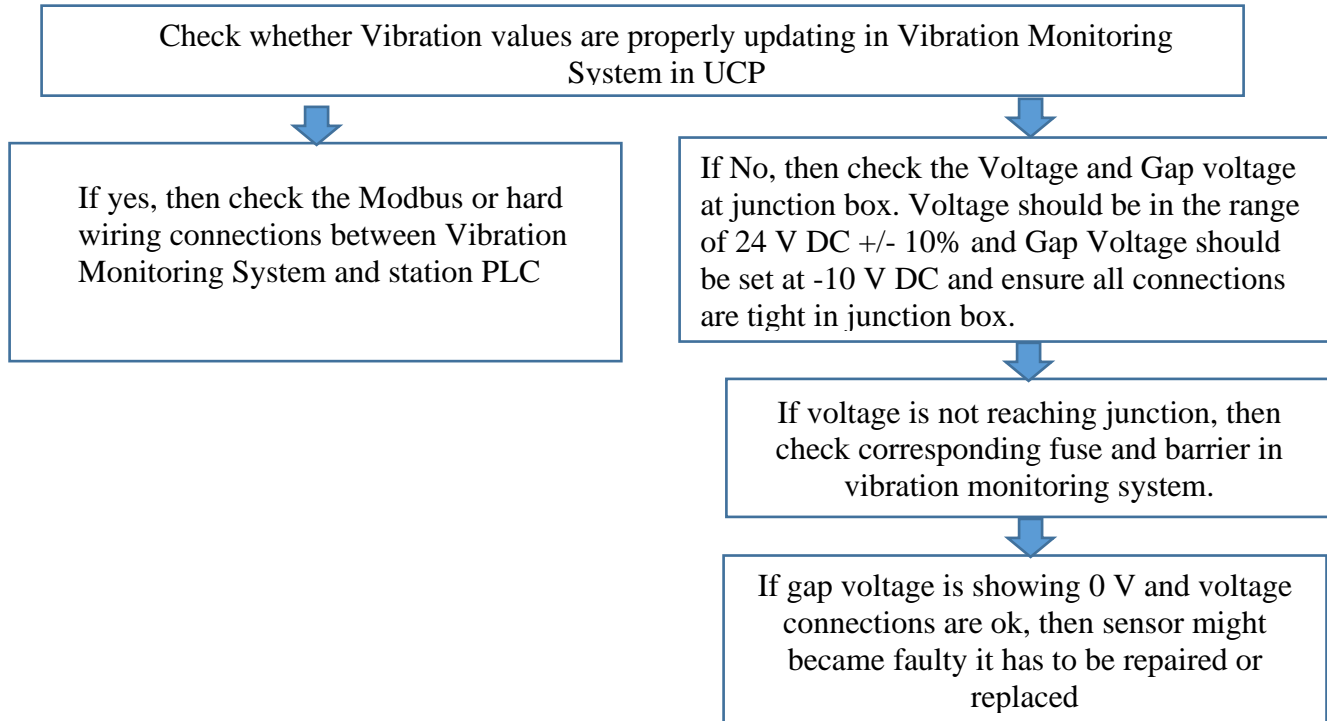 Check whether Vibration values are properly updating in Vibration Monitoring
System in UCP
If yes, then check the Modbus or hard
wiring connections between Vibration
Monitoring System and station PLC
If No, then check the Voltage and Gap voltage
at junction box. Voltage should be in the range
of 24 V DC +/- 10% and Gap Voltage should
be set at -10 V DC and ensure all connections
are tight in junction box.
If voltage is not reaching junction, then
check corresponding fuse and barrier in
vibration monitoring system.
If gap voltage is showing 0 V and voltage
connections are ok, then sensor might
became faulty it has to be repaired or
replaced